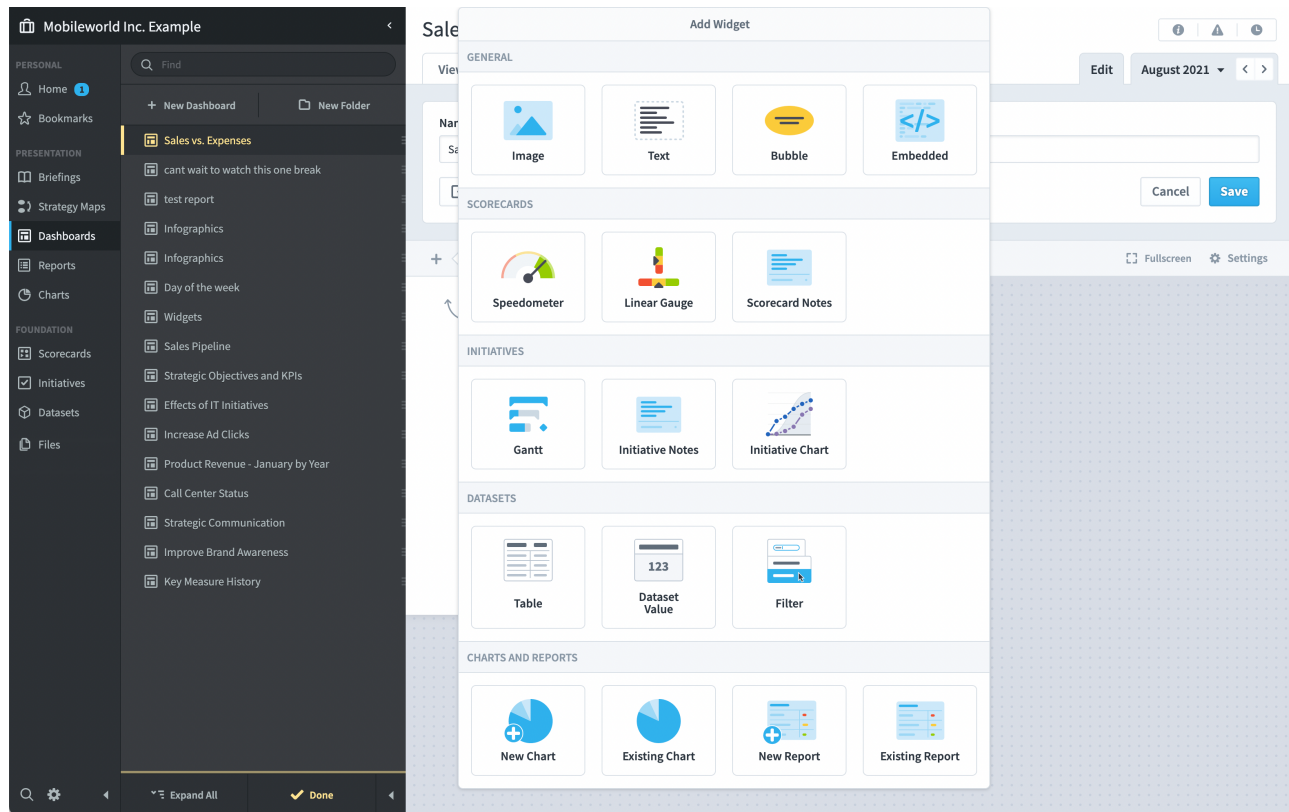 Mobileworld Inc. Example
PERSONAL
Home 1
Bookmarks
PRESENTATION
Briefings
Strategy Maps
Dashboards
Reports
Charts
FOUNDATION
Scorecards
Initiatives
Datasets
Files
Find
+ New Dashboard
New Folder
Sales vs. Expenses
cant wait to watch this one break
test report
Infographics
Infographics
Day of the week
Widgets
Sales Pipeline
Strategic Objectives and KPIs
Effects of IT Initiatives
Increase Ad Clicks
Product Revenue - January by Year
Call Center Status
Strategic Communication
Improve Brand Awareness
Key Measure History
Expand All
Done
Sale
Edit
August 2021
Cancel
Save
Fullscreen
Settings
Add Widget
GENERAL
Image
Text
Bubble
</>
Embedded
SCORECARDS
Speedometer
Linear Gauge
Scorecard Notes
INITIATIVES
Gantt
Initiative Notes
Initiative Chart
DATASETS
Table
123
Dataset
Value
Filter
CHARTS AND REPORTS
New Chart
Existing Chart
New Report
Existing Report